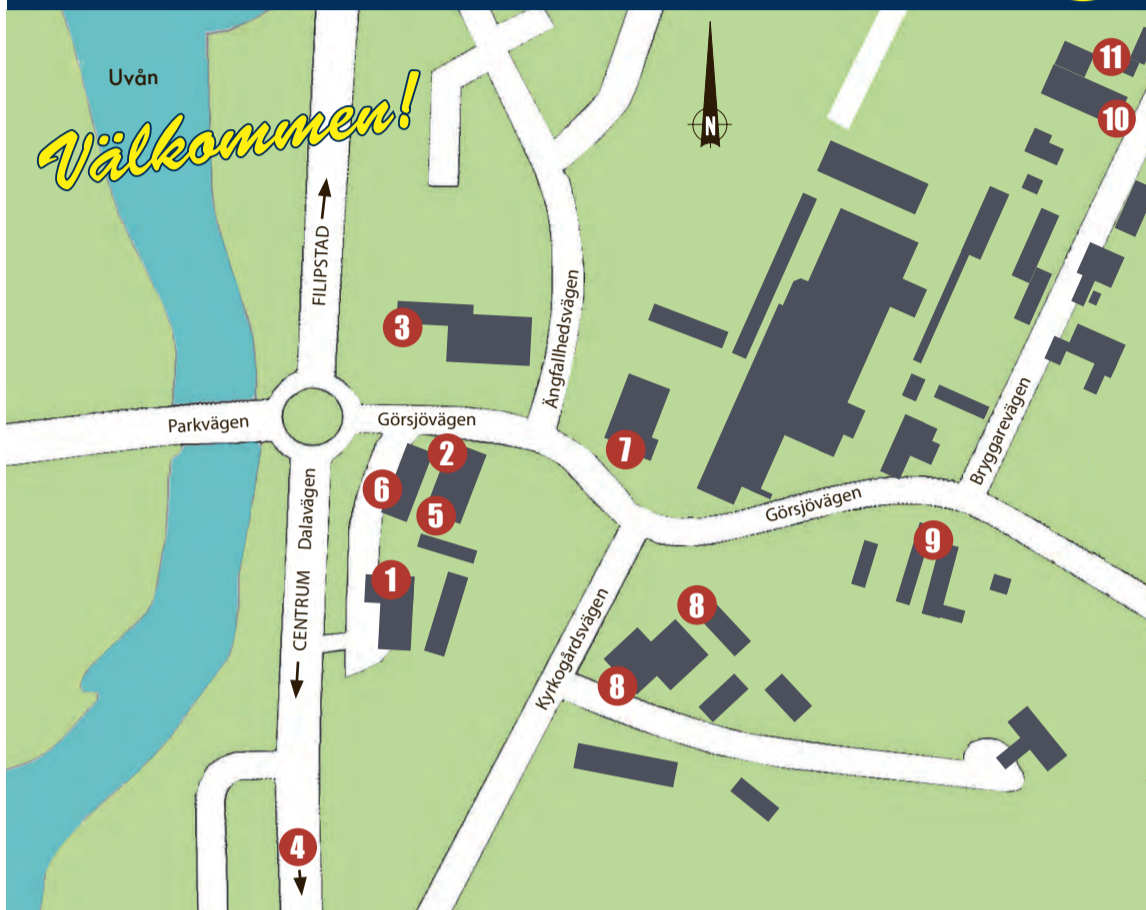 Uvån
Välkommen!
N
11
10
FILIPSTAD
3
Ängfallhedsvägen
Parkvägen
Görsjövägen
2
7
6
5
Bryggarevägen
Görsjövägen
Dalavägen
CENTRUM
9
1
8
Kyrkogårdsvägen
8
4